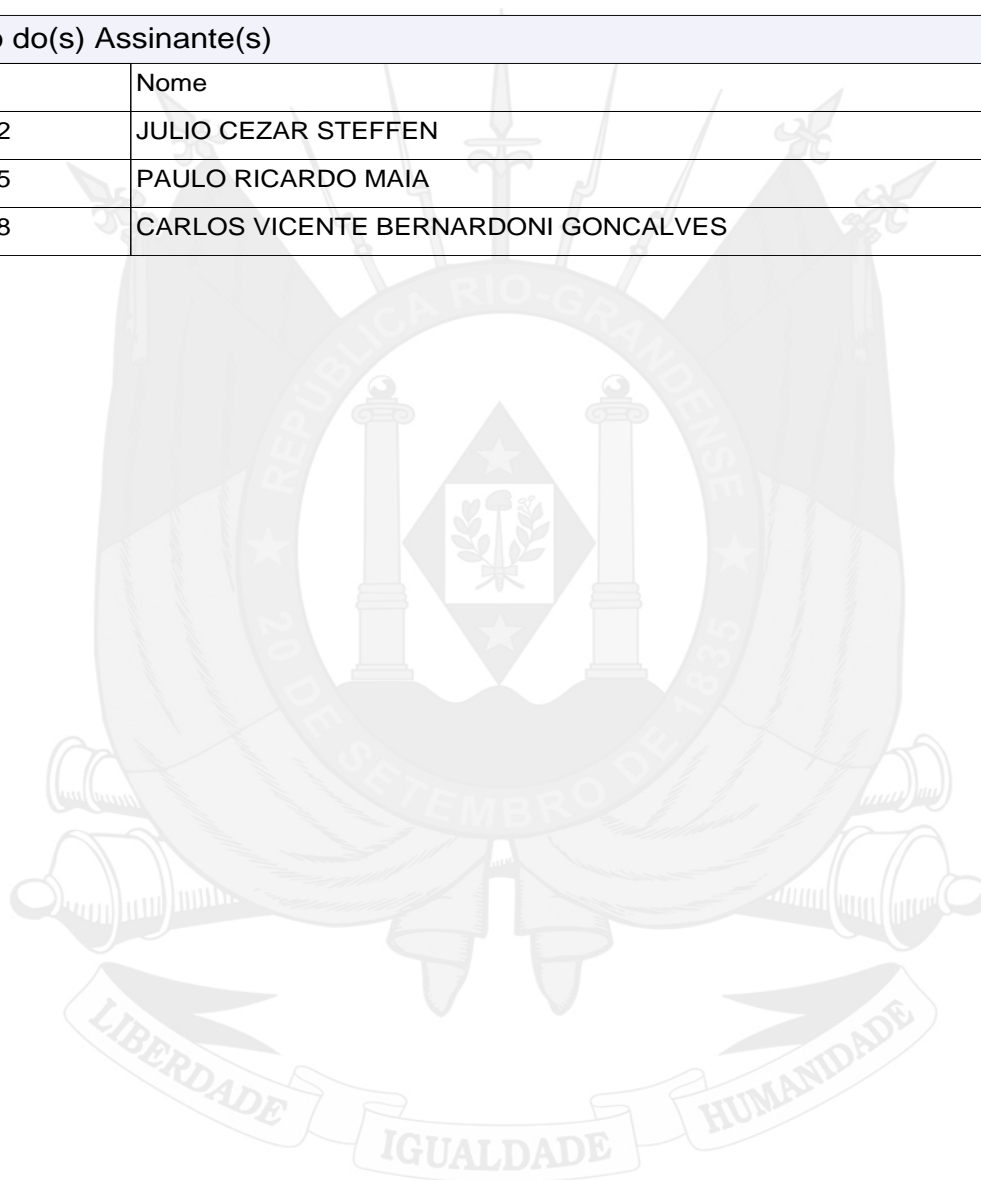 o do(s) Assinante(s)
Nome
2 JULIO CEZAR STEFFEN
5 PAULO RICARDO MAIA
8 CARLOS VICENTE BERNARDONI GONCALVES
REPÚBLICA RIO-GRANDENSE
★ 20 DE SETEMBRO DE 1835 ★
LIBERDADE IGUALDADE HUMANIDADE